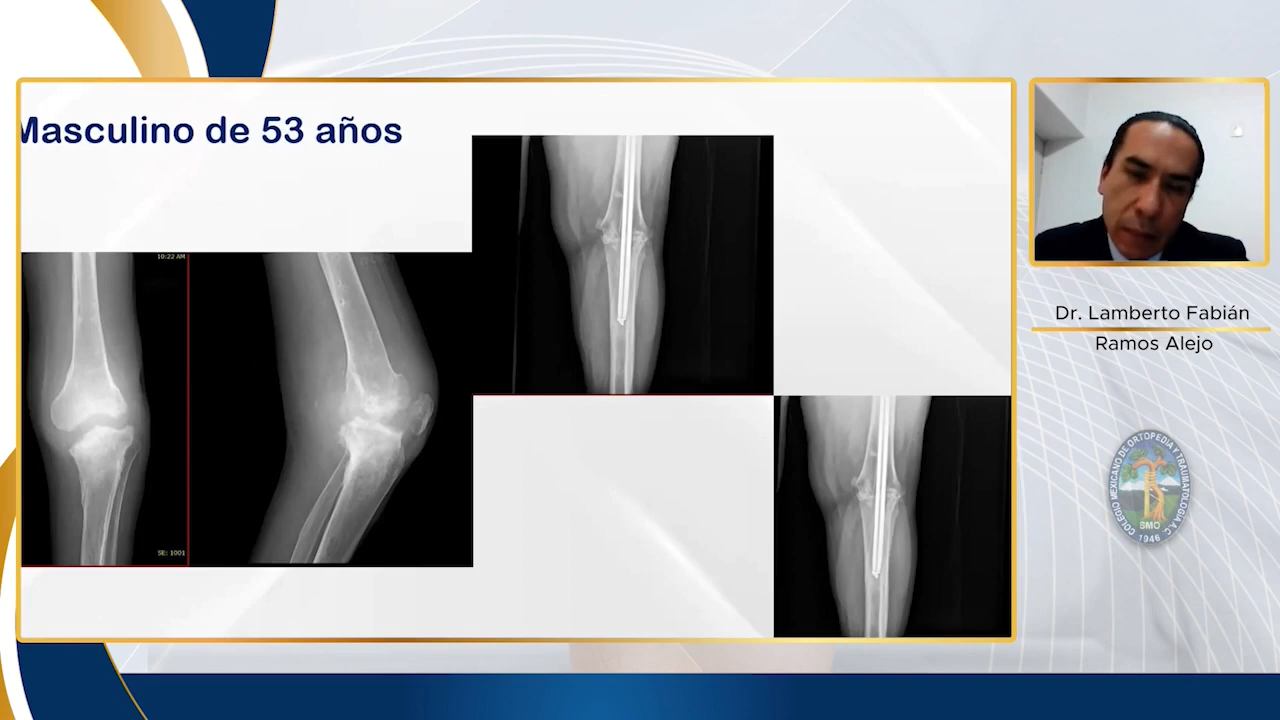 Masculino de 53 años
10:22 AM
SE: 1001
Dr. Lamberto Fabián
Ramos Alejo
COLEGIO MEXICANO DE ORTOPEDIA Y TRAUMATOLOGIA A.C.
SMO
1946